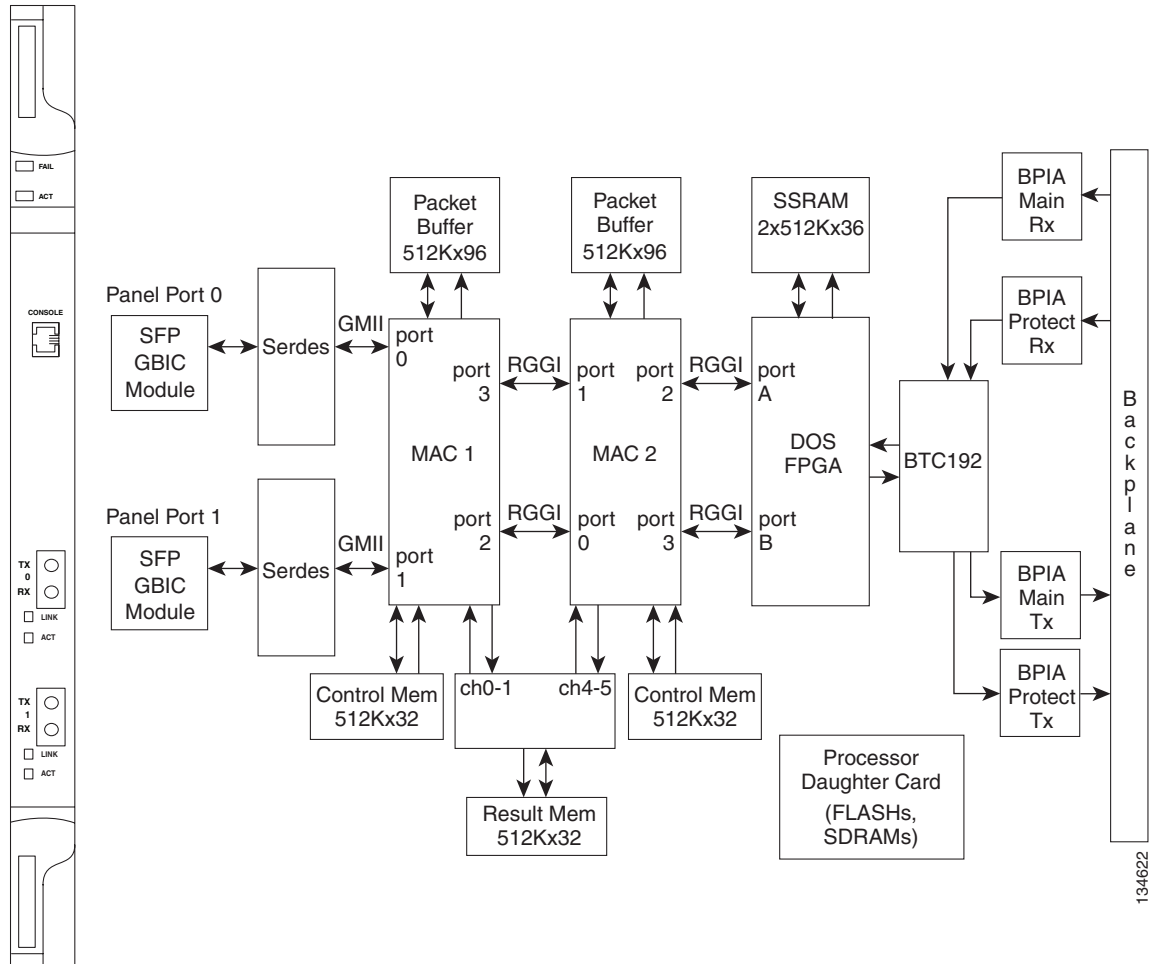 FAIL
ACT
CONSOLE
TX
0
RX
LINK
ACT
TX
1
RX
LINK
ACT
Panel Port 0
SFP
GBIC
Module
Serdes
GMII
Panel Port 1
SFP
GBIC
Module
Serdes
GMII
Packet
Buffer
512Kx96
port
0
port
3
MAC 1
port
2
port
1
RGGI
RGGI
Packet
Buffer
512Kx96
port
1
port
2
MAC 2
port
0
port
3
RGGI
RGGI
SSRAM
2x512Kx36
port
A
DOS
FPGA
port
B
BTC192
BPIA
Main
Rx
BPIA
Protect
Rx
BPIA
Main
Tx
BPIA
Protect
Tx
Backplane
Control Mem
512Kx32
ch0-1
ch4-5
Control Mem
512Kx32
Result Mem
512Kx32
Processor
Daughter Card
(FLASHs,
SDRAMs)
134622